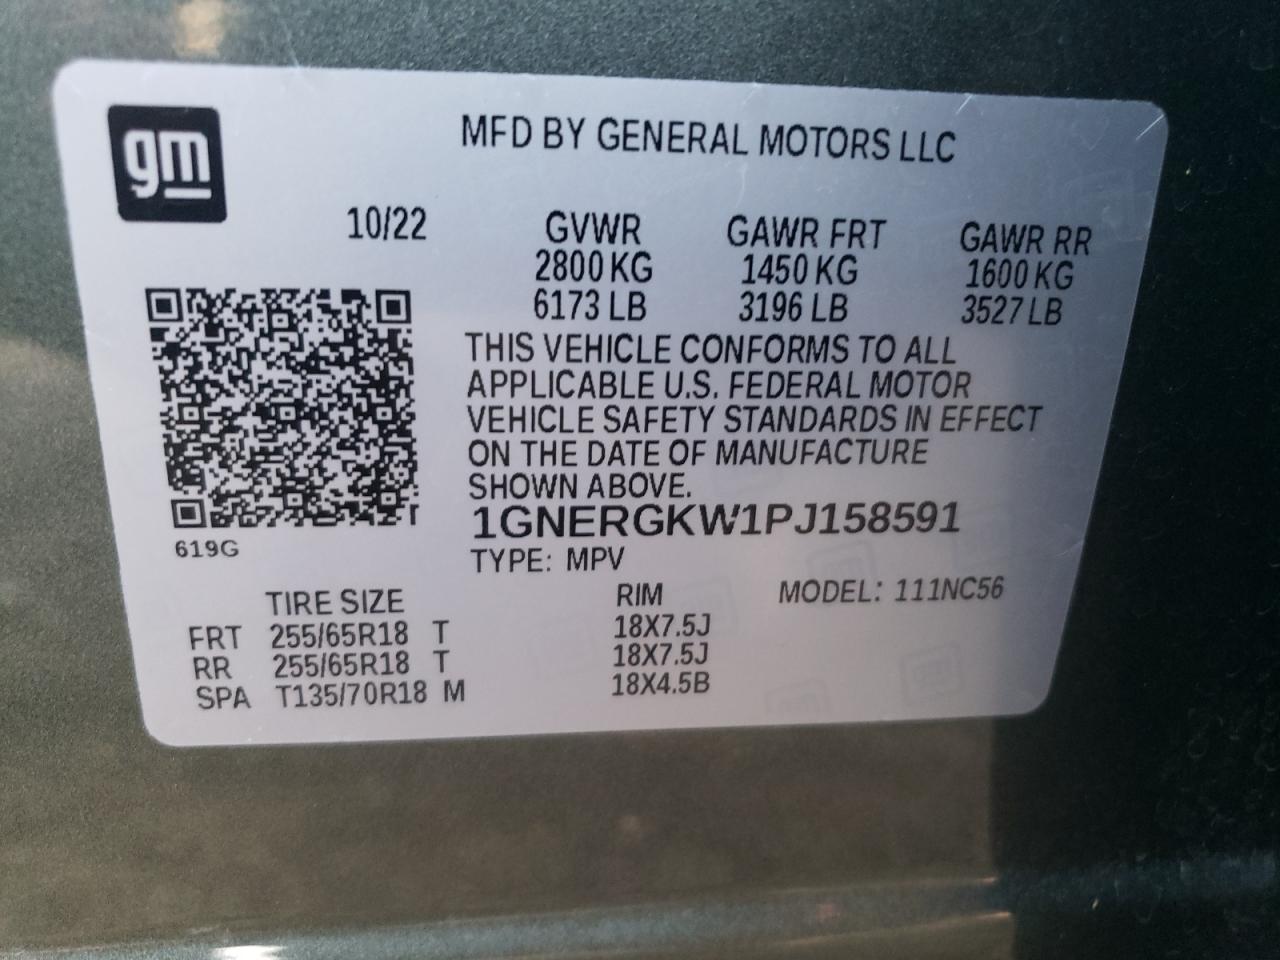 gm
MFD BY GENERAL MOTORS LLC
10/22 GVWR GAWR FRT GAWR RR
2800 KG 1450 KG 1600 KG
6173 LB 3196 LB 3527 LB
THIS VEHICLE CONFORMS TO ALL
APPLICABLE U.S. FEDERAL MOTOR
VEHICLE SAFETY STANDARDS IN EFFECT
ON THE DATE OF MANUFACTURE
SHOWN ABOVE.
1GNERGKW1PJ158591
619G
TYPE: MPV
TIRE SIZE RIM MODEL: 111NC56
FRT 255/65R18 T 18X7.5J
RR 255/65R18 T 18X7.5J
SPA T135/70R18 M 18X4.5B